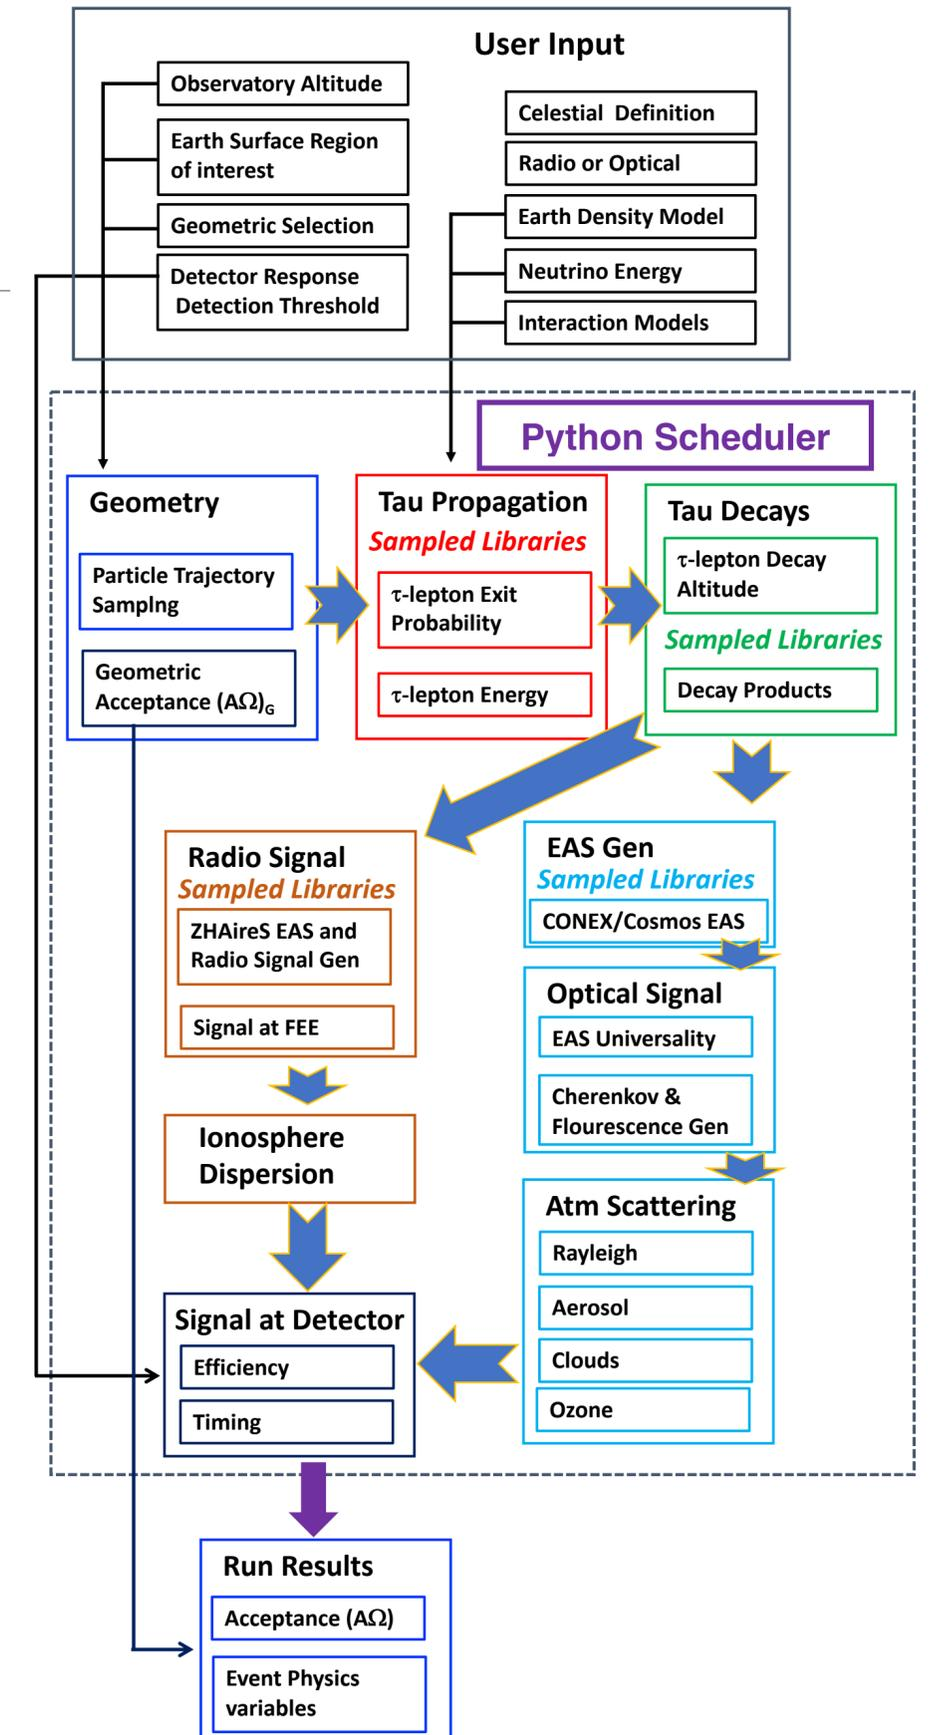 User Input
Observatory Altitude
Earth Surface Region
of interest
Geometric Selection
Detector Response
Detection Threshold
Celestial  Definition
Radio or Optical
Earth Density Model
Neutrino Energy
Interaction Models
Python Scheduler
Geometry
Particle Trajectory
Samplng
Geometric
Acceptance (AΩ)G
Tau Propagation
Sampled Libraries
τ-lepton Exit
Probability
τ-lepton Energy
Tau Decays
τ-lepton Decay
Altitude
Sampled Libraries
Decay Products
Radio Signal
Sampled Libraries
ZHAireS EAS and
Radio Signal Gen
Signal at FEE
Ionosphere
Dispersion
EAS Gen
Sampled Libraries
CONEX/Cosmos EAS
Optical Signal
EAS Universality
Cherenkov &
Flourescence Gen
Atm Scattering
Rayleigh
Aerosol
Clouds
Ozone
Signal at Detector
Efficiency
Timing
Run Results
Acceptance (AΩ)
Event Physics
variables